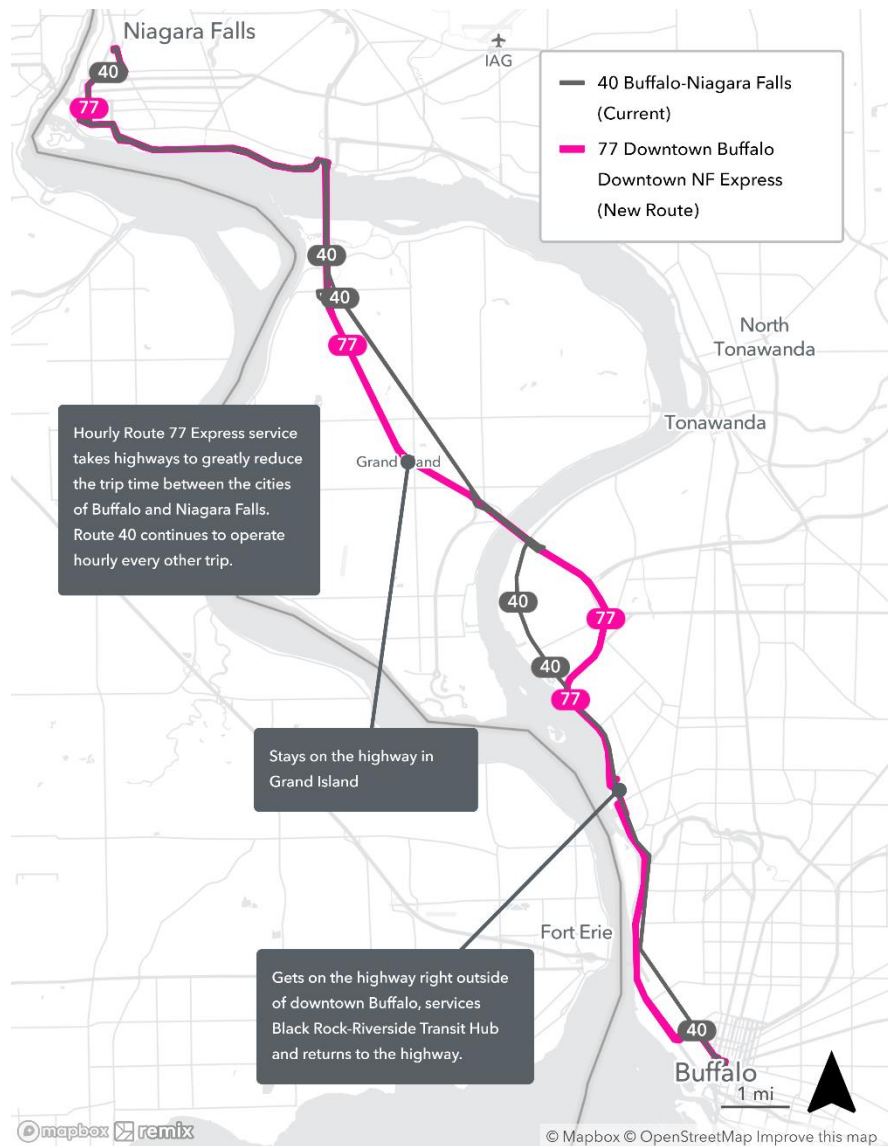 Niagara Falls
IAG
40
77
40 Buffalo-Niagara Falls
(Current)
77 Downtown Buffalo
Downtown NF Express
(New Route)
40
40
77
North
Tonawanda
Tonawanda
Hourly Route 77 Express service
takes highways to greatly reduce
the trip time between the cities
of Buffalo and Niagara Falls.
Route 40 continues to operate
hourly every other trip.
Grand Island
40
77
40
77
Stays on the highway in
Grand Island
Fort Erie
Gets on the highway right outside
of downtown Buffalo, services
Black Rock-Riverside Transit Hub
and returns to the highway.
40
Buffalo
1 mi
mapbox remix
© Mapbox © OpenStreetMap Improve this map